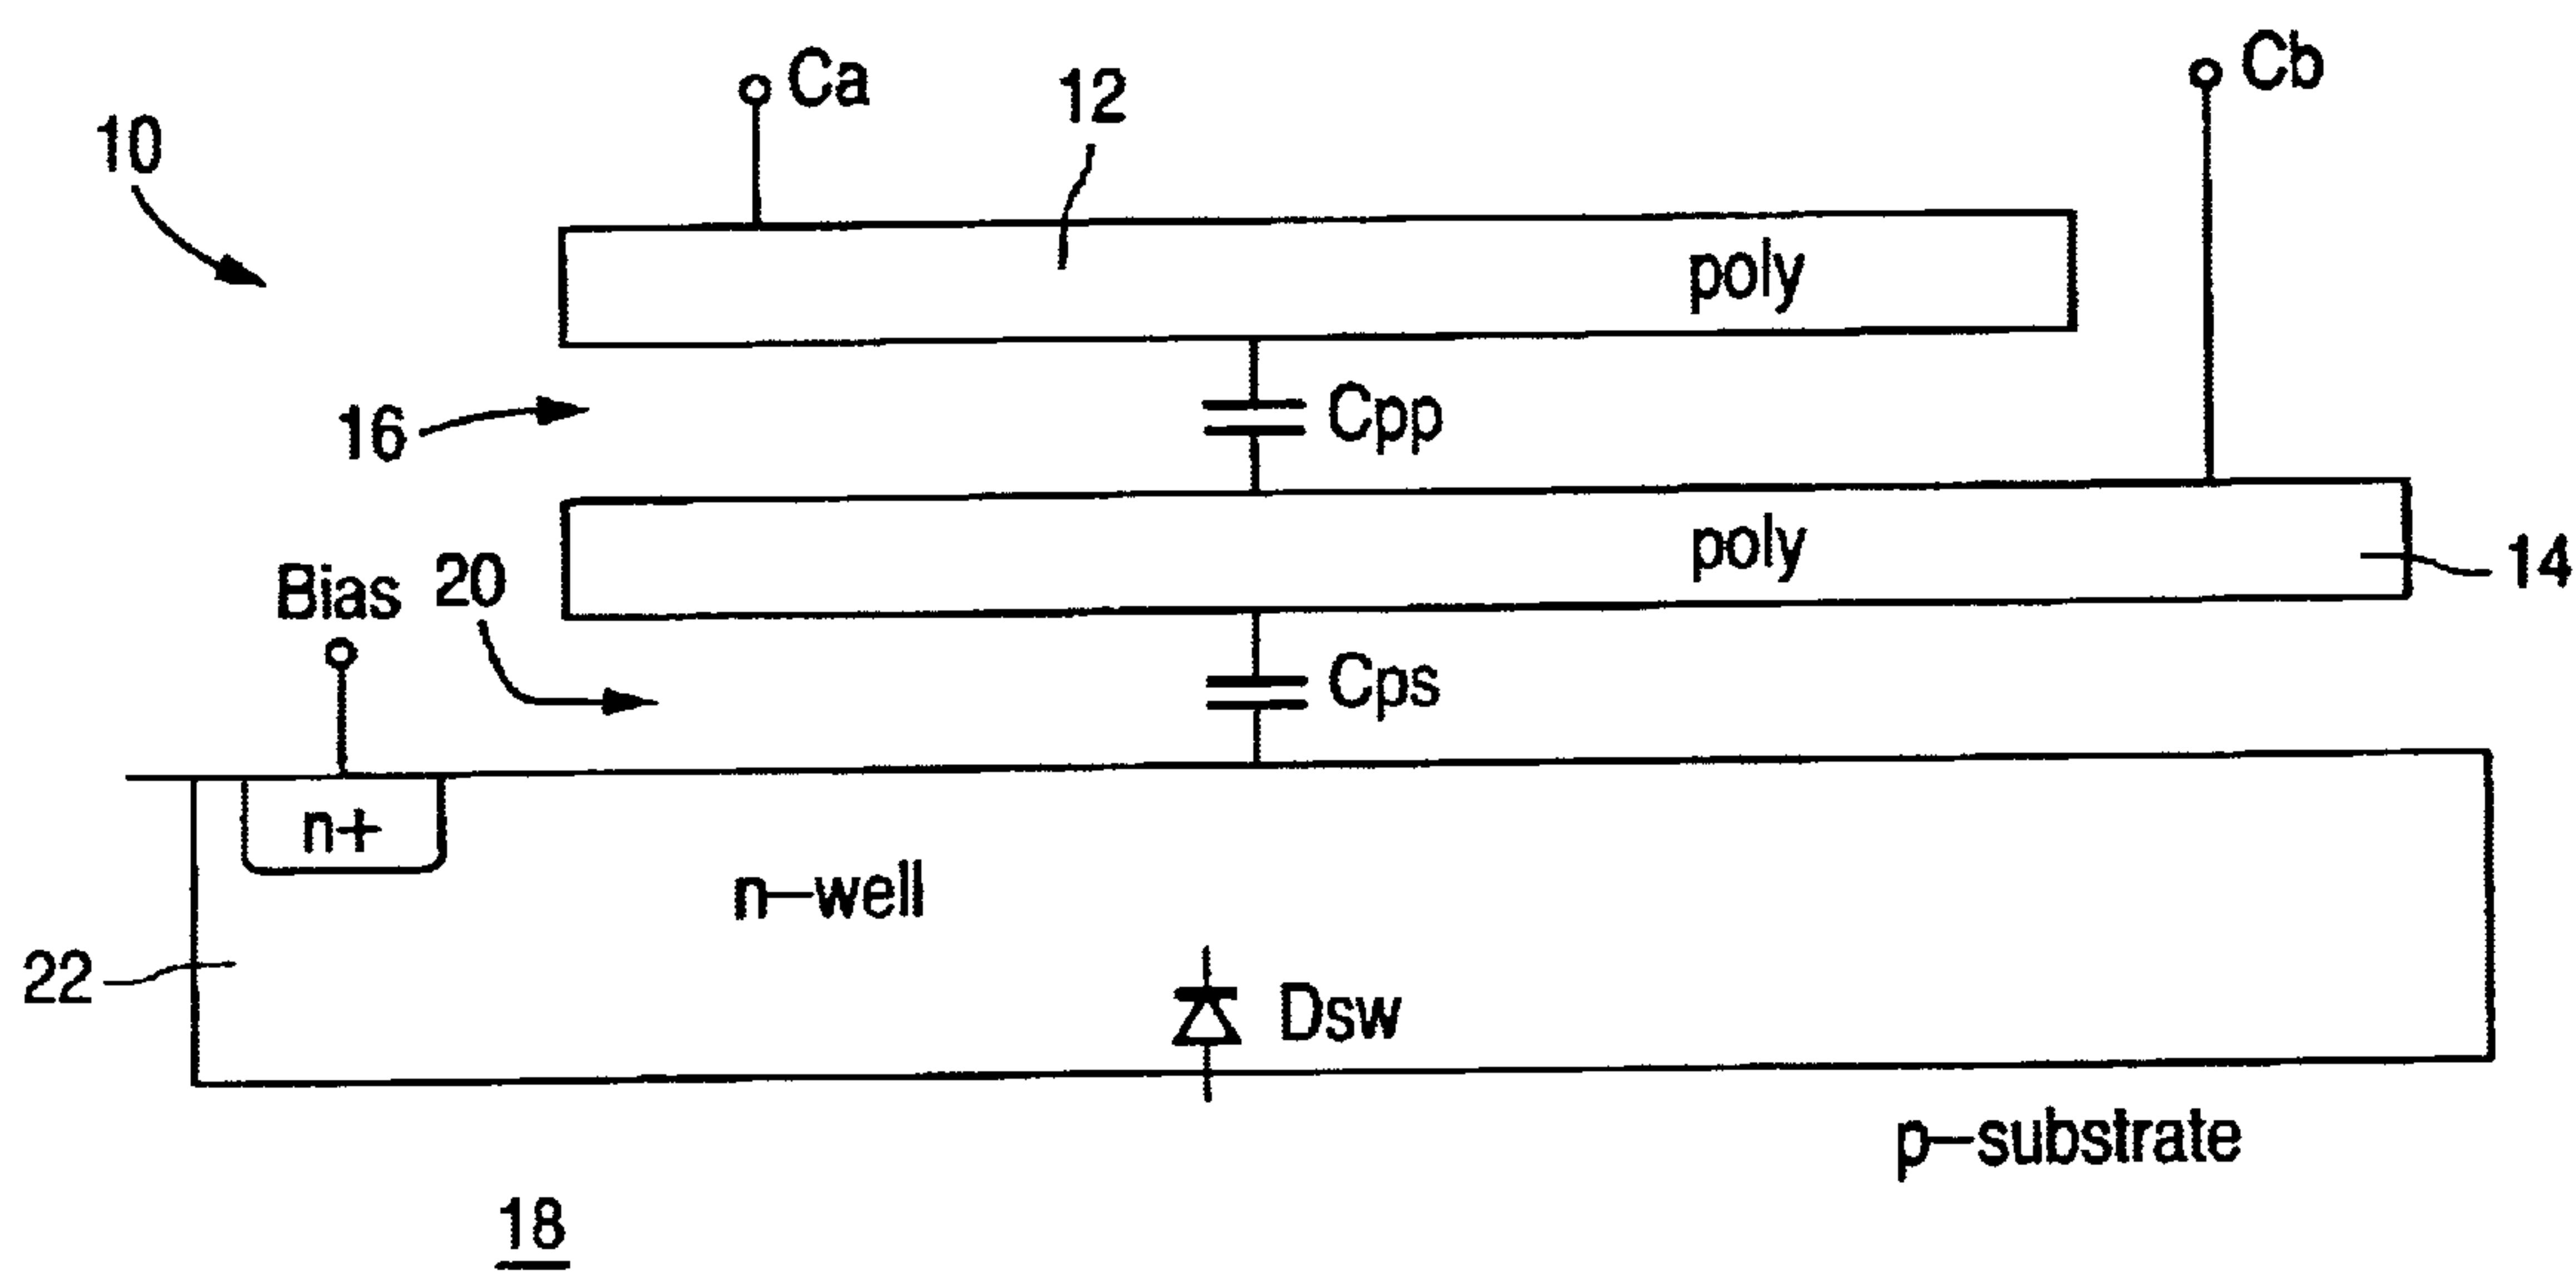 Ca
Cb
12
10
poly
16
Cpp
poly
14
Bias
20
Cps
n+
n–well
22
Dsw
p–substrate
18